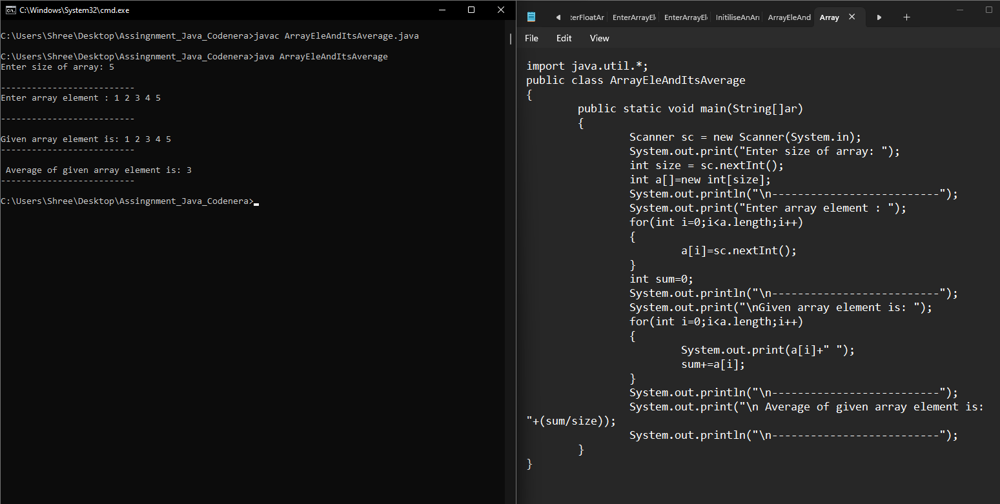 C:\Windows\System32\cmd.exe
C:\Users\Shree\Desktop\Assingnment_Java_Codenera>javac ArrayEleAndItsAverage.java
C:\Users\Shree\Desktop\Assingnment_Java_Codenera>java ArrayEleAndItsAverage
Enter size of array: 5
--------------------------
Enter array element : 1 2 3 4 5
--------------------------
Given array element is: 1 2 3 4 5
--------------------------
 Average of given array element is: 3
--------------------------
C:\Users\Shree\Desktop\Assingnment_Java_Codenera>
terFloatAr EnterArrayEl EnterArrayEl InitiliseAnArr ArrayEleAnd Array
File Edit View
import java.util.*;
public class ArrayEleAndItsAverage
{
        public static void main(String[]ar)
        {
                Scanner sc = new Scanner(System.in);
                System.out.print("Enter size of array: ");
                int size = sc.nextInt();
                int a[]=new int[size];
                System.out.println("\n--------------------------");
                System.out.print("Enter array element : ");
                for(int i=0;i<a.length;i++)
                {
                        a[i]=sc.nextInt();
                }
                int sum=0;
                System.out.println("\n--------------------------");
                System.out.print("\nGiven array element is: ");
                for(int i=0;i<a.length;i++)
                {
                        System.out.print(a[i]+" ");
                        sum+=a[i];
                }
                System.out.println("\n--------------------------");
                System.out.print("\n Average of given array element is:
"+(sum/size));
                System.out.println("\n--------------------------");
        }
}